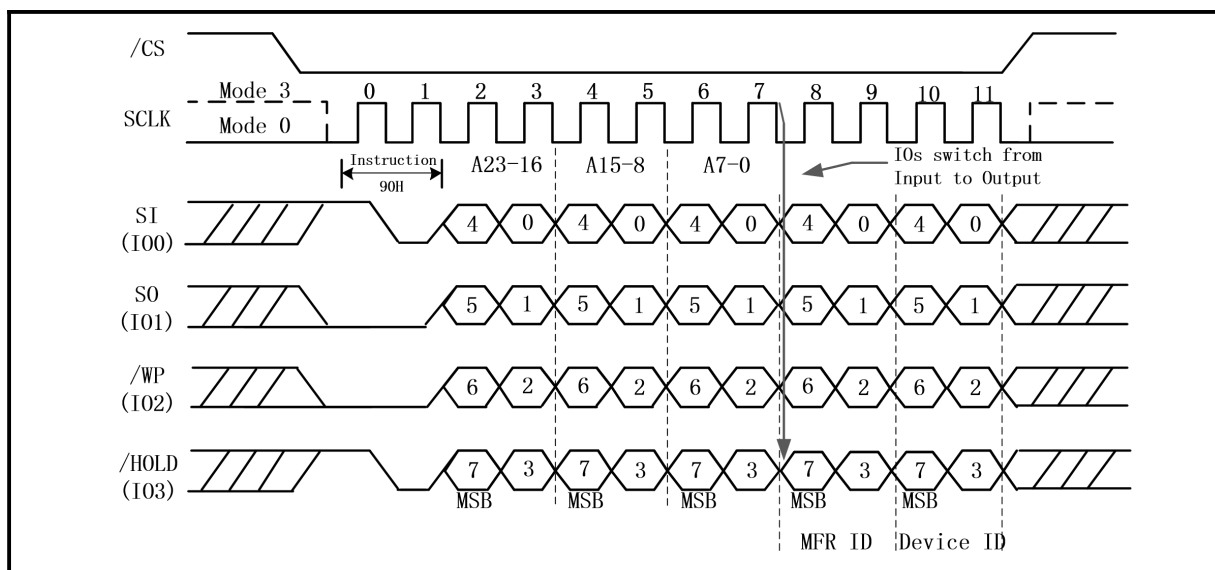 /CS
Mode 3
0 1 2 3 4 5 6 7 8 9 10 11
SCLK
Mode 0
Instruction
90H
A23-16 A15-8 A7-0
IOs switch from
Input to Output
SI
(IO0)
4 0 4 0 4 0 4 0 4 0
SO
(IO1)
5 1 5 1 5 1 5 1 5 1
/WP
(IO2)
6 2 6 2 6 2 6 2 6 2
/HOLD
(IO3)
7 3 7 3 7 3 7 3 7 3
MSB MSB MSB MSB MSB
MFR ID Device ID